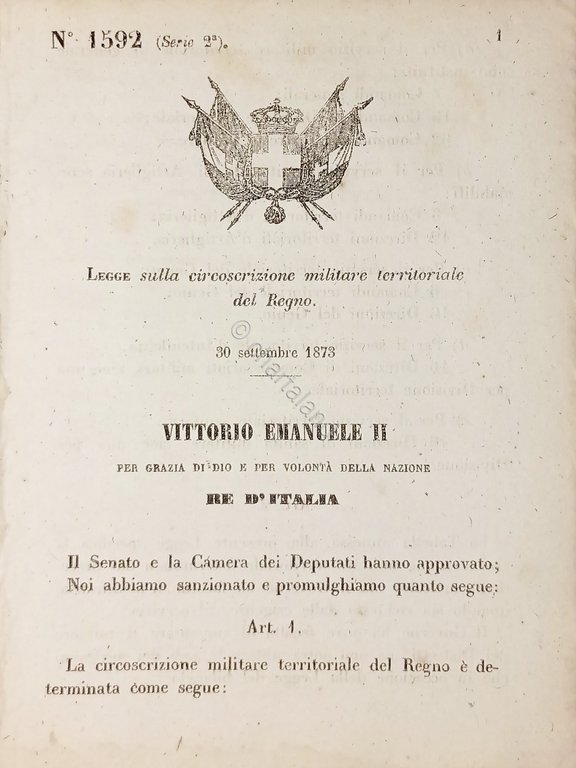 N° 1592 (Serie 2ª).
1
LEGGE sulla circoscrizione militare territoriale
del Regno.
30 settembre 1873
VITTORIO EMANUELE II
PER GRAZIA DI DIO E PER VOLONTÀ DELLA NAZIONE
RE D'ITALIA
Il Senato e la Camera dei Deputati hanno approvato;
Noi abbiamo sanzionato e promulghiamo quanto segue:
Art. 1.
La circoscrizione militare territoriale del Regno è de-
terminata come segue: